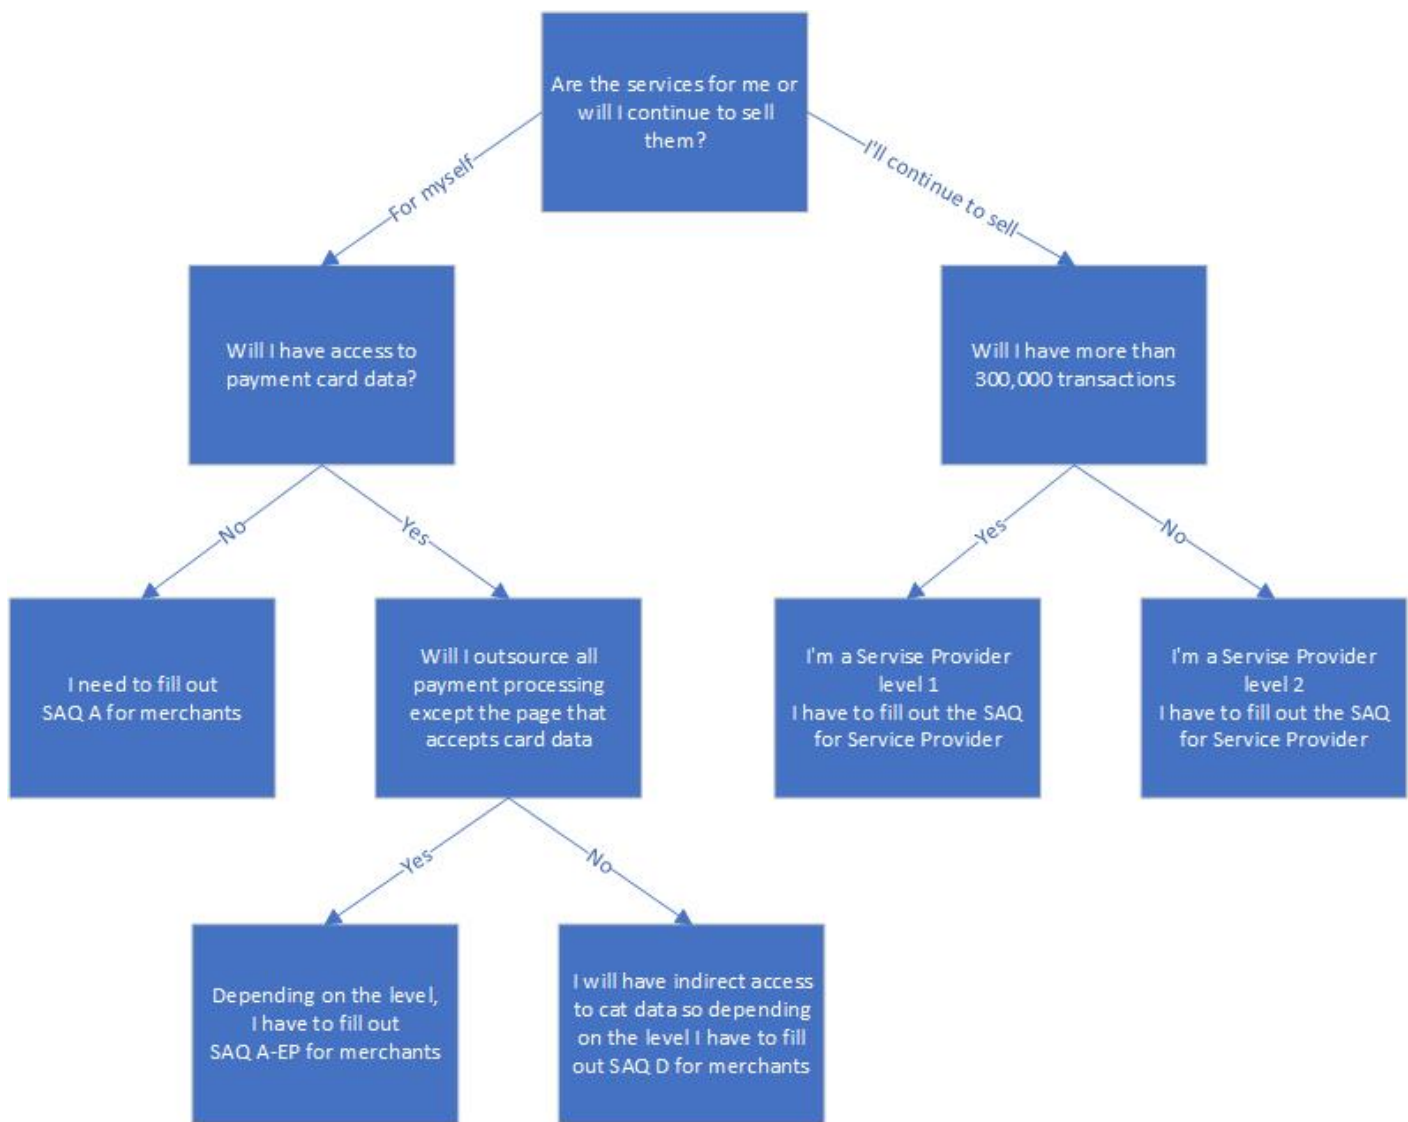 Are the services for me or
will I continue to sell
them?
For myself
I'll continue to sell
Will I have access to
payment card data?
Will I have more than
300,000 transactions
No
Yes
Yes
No
I need to fill out
SAQ A for merchants
Will I outsource all
payment processing
except the page that
accepts card data
I'm a Servise Provider
level 1
I have to fill out the SAQ
for Service Provider
I'm a Servise Provider
level 2
I have to fill out the SAQ
for Service Provider
Yes
No
Depending on the level,
I have to fill out
SAQ A-EP for merchants
I will have indirect access
to cat data so depending
on the level I have to fill
out SAQ D for merchants